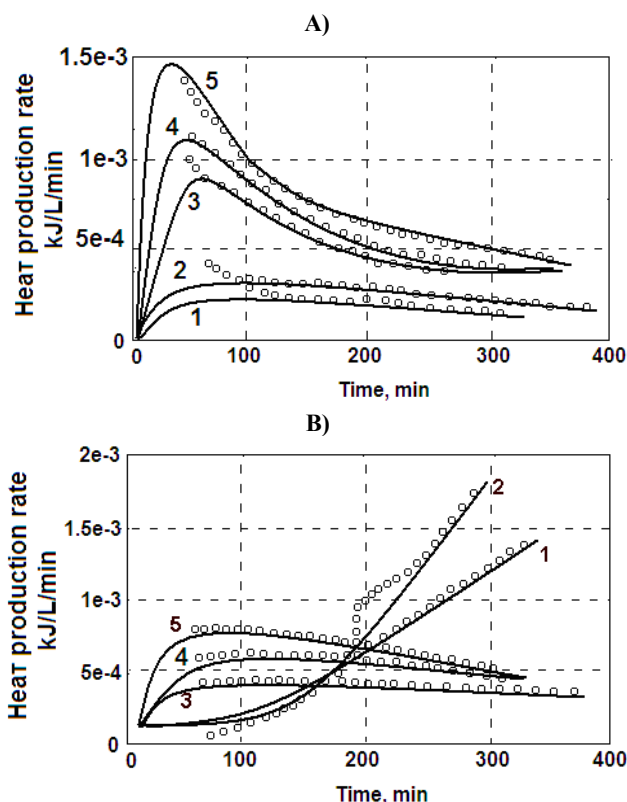 A)
1.5e-3
1e-3
5e-4
0
Heaт production rate
kJ/L/min
5
4
3
2
1
0
100
200
300
400
Time, min
B)
2e-3
1.5e-3
1e-3
5e-4
0
Heaт production rate
kJ/L/min
2
1
5
4
3
0
100
200
300
400
Time, min